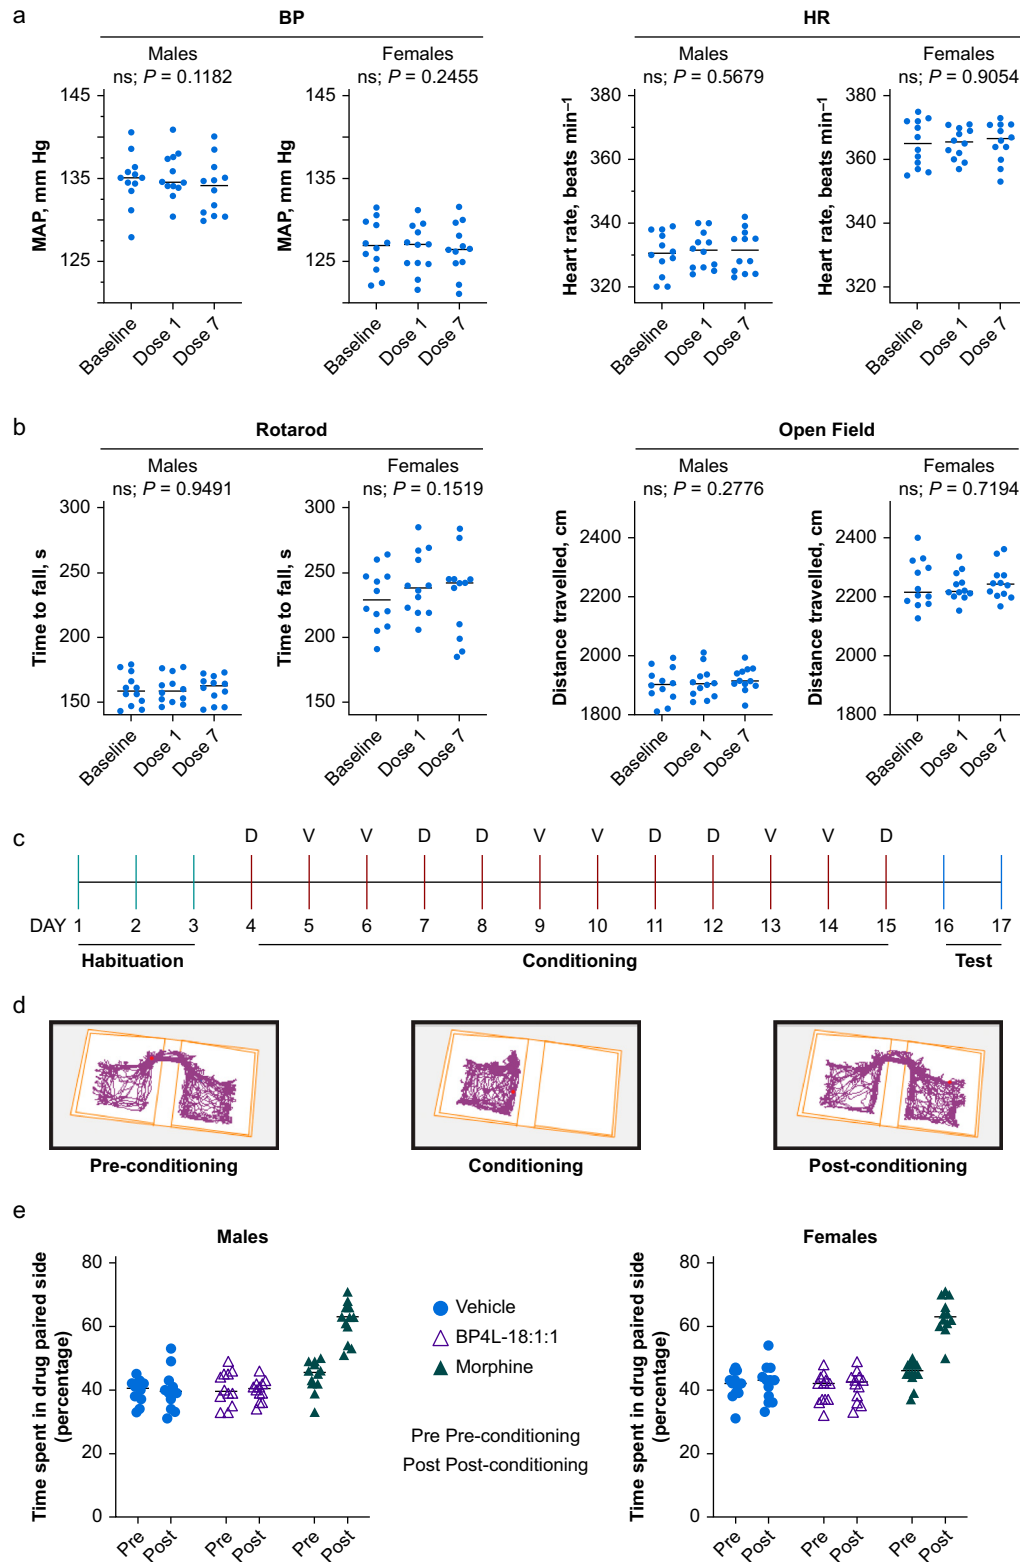 a
BP
HR
Males
Females
Males
Females
ns; P = 0.1182
ns; P = 0.2455
ns; P = 0.5679
ns; P = 0.9054
MAP, mm Hg
145
135
125
Baseline
Dose 1
Dose 7
MAP, mm Hg
145
135
125
Baseline
Dose 1
Dose 7
Heart rate, beats min⁻¹
380
360
340
320
Baseline
Dose 1
Dose 7
Heart rate, beats min⁻¹
380
360
340
320
Baseline
Dose 1
Dose 7
b
Rotarod
Open Field
Males
Females
Males
Females
ns; P = 0.9491
ns; P = 0.1519
ns; P = 0.2776
ns; P = 0.7194
Time to fall, s
300
250
200
150
Baseline
Dose 1
Dose 7
Time to fall, s
300
250
200
150
Baseline
Dose 1
Dose 7
Distance travelled, cm
2400
2200
2000
1800
Baseline
Dose 1
Dose 7
Distance travelled, cm
2400
2200
2000
1800
Baseline
Dose 1
Dose 7
c
D V V D D V V D D V V D
DAY 1 2 3 4 5 6 7 8 9 10 11 12 13 14 15 16 17
Habituation Conditioning Test
d
Pre-conditioning
Conditioning
Post-conditioning
e
Males
Females
Time spent in drug paired side
(percentage)
80
60
40
20
0
Pre
Post
Pre
Post
Pre
Post
Vehicle
BP4L-18:1:1
Morphine
Pre Pre-conditioning
Post Post-conditioning
Time spent in drug paired side
(percentage)
80
60
40
20
0
Pre
Post
Pre
Post
Pre
Post